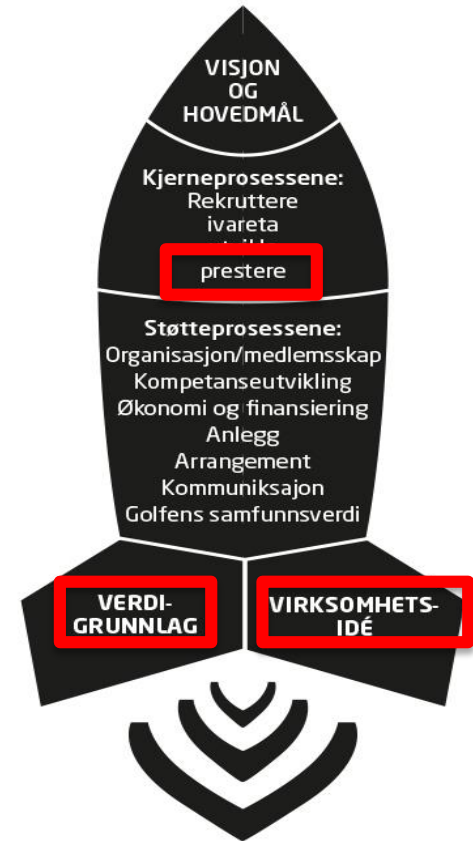 VISJON
OG
HOVEDMÅL
Kjerneprosessene:
Rekruttere
ivareta
prestere
Støtteprosessene:
Organisasjon/medlemsskap
Kompetanseutvikling
Økonomi og finansiering
Anlegg
Arrangement
Kommuniksajon
Golfens samfunnsverdi
VERDI-
GRUNNLAG
VIRKSOMHETS-
IDÉ